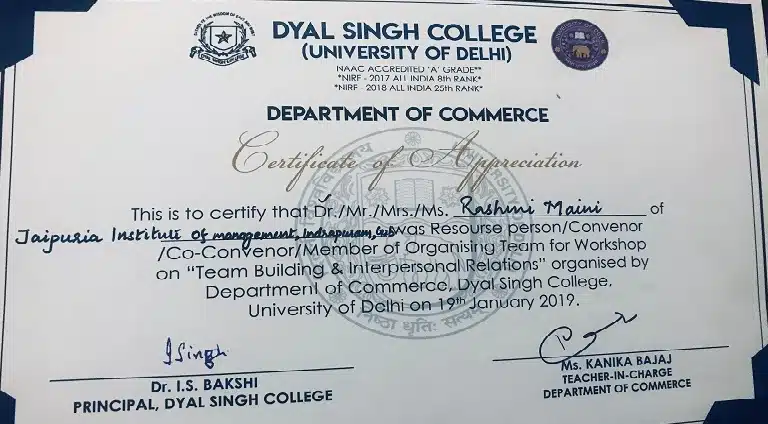 DYAL SINGH COLLEGE
(UNIVERSITY OF DELHI)
NAAC ACCREDITED 'A' GRADE**
*NIRF - 2017 ALL INDIA 8th RANK*
*NIRF - 2018 ALL INDIA 25th RANK*
DEPARTMENT OF COMMERCE
Certificate of Appreciation
This is to certify that Dr./Mr./Mrs./Ms. Rashmi Maini of
Jaipuria Institute of management, Indrapuram, was Resourse person/Convenor
/Co-Convenor/Member of Organising Team for Workshop
on "Team Building & Interpersonal Relations" organised by
Department of Commerce, Dyal Singh College,
University of Delhi on 19th January 2019.
निष्ठा धृतिः सत्यम्
ISingh
Dr. I.S. BAKSHI
PRINCIPAL, DYAL SINGH COLLEGE
Ms. KANIKA BAJAJ
TEACHER-IN-CHARGE
DEPARTMENT OF COMMERCE